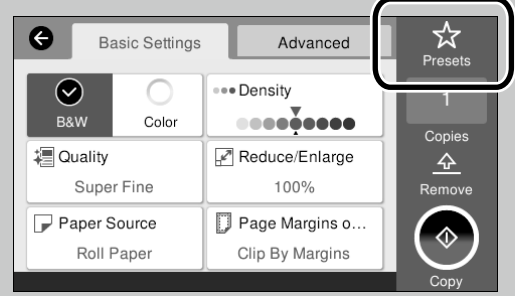 Basic Settings
Advanced
Presets
B&W
Color
Density
1
Copies
Quality
Super Fine
Reduce/Enlarge
100%
Remove
Paper Source
Roll Paper
Page Margins o...
Clip By Margins
Copy